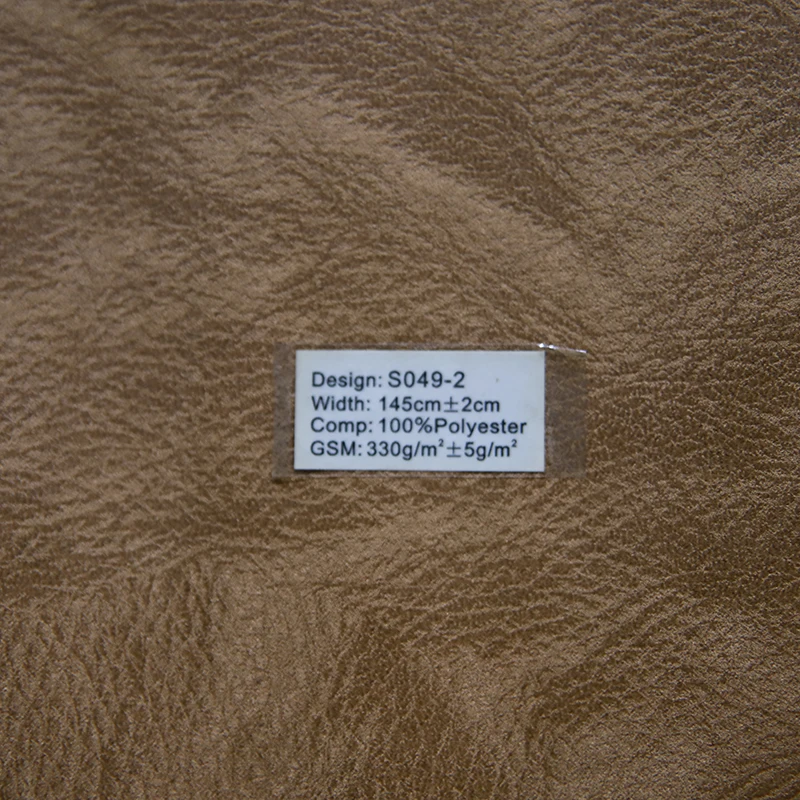 Design: S049-2
Width: 145cm±2cm
Comp: 100%Polyester
GSM: 330g/m²±5g/m²